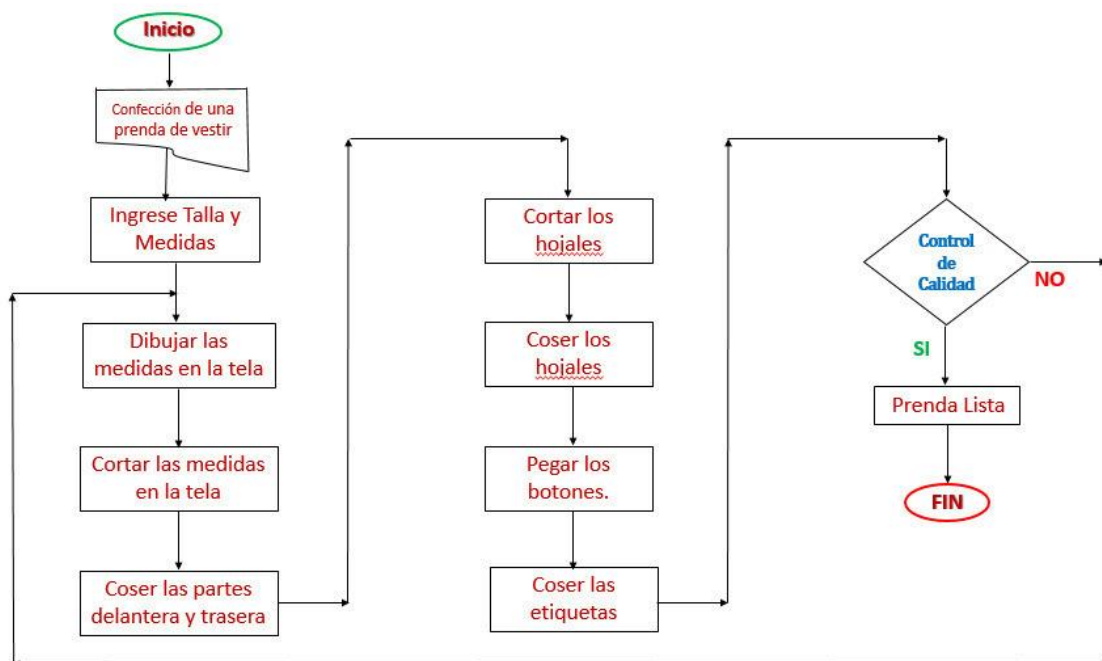 Inicio
Confección de una
prenda de vestir
Ingrese Talla y
Medidas
Dibujar las
medidas en la tela
Cortar las medidas
en la tela
Coser las partes
delantera y trasera
Cortar los
hojales
Coser los
hojales
Pegar los
botones.
Coser las
etiquetas
Control
de
Calidad
NO
SI
Prenda Lista
FIN